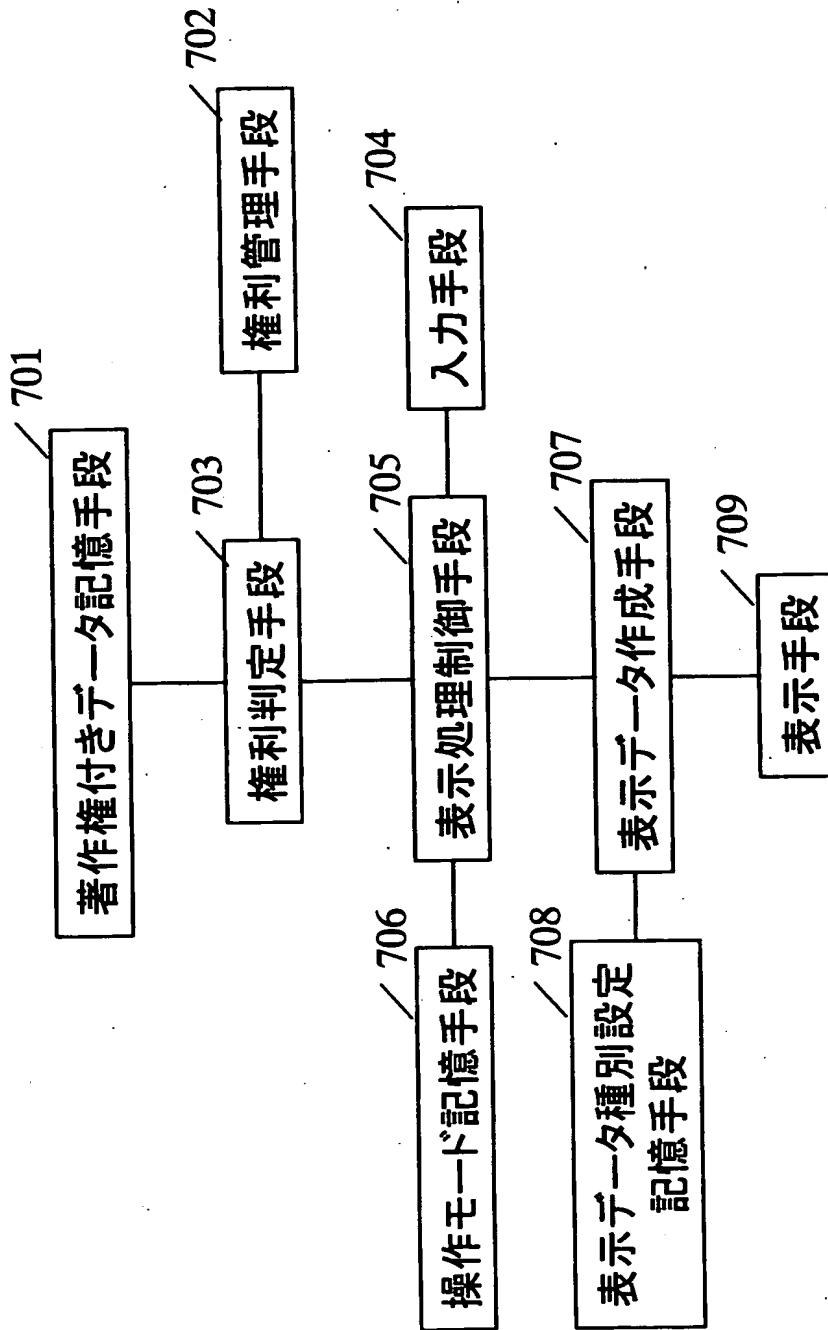 701
著作権付きデータ記憶手段
702
権利管理手段
703
権利判定手段
704
入力手段
705
表示処理制御手段
706
操作モード記憶手段
707
表示データ作成手段
708
表示データ種別設定
記憶手段
709
表示手段